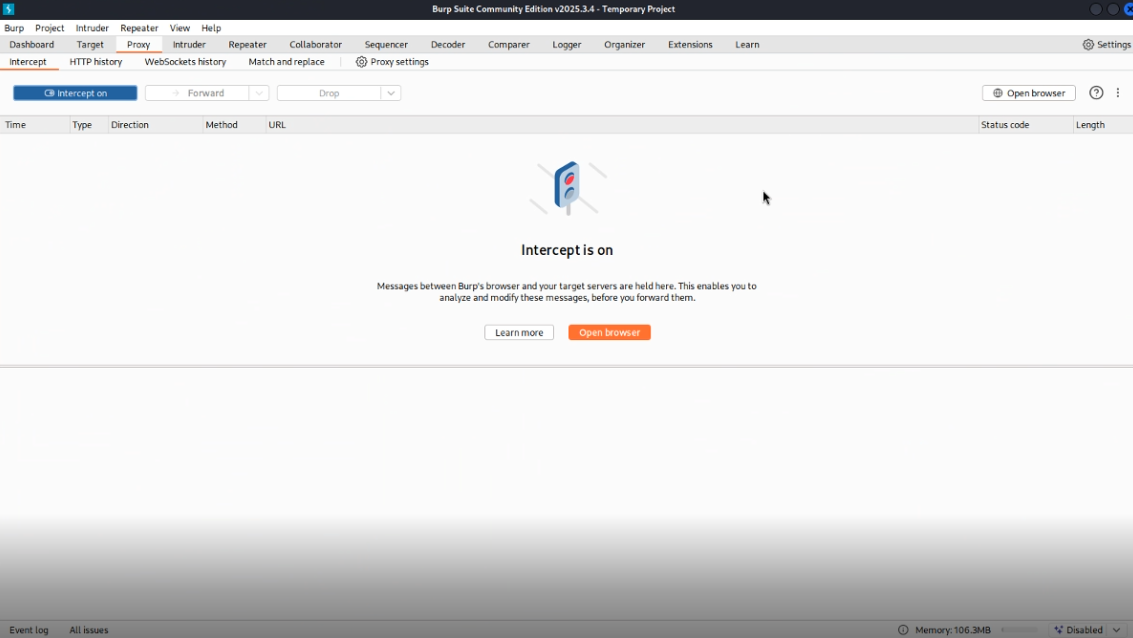 Burp Suite Community Edition v2025.3.4 - Temporary Project
Burp Project Intruder Repeater View Help
Dashboard Target Proxy Intruder Repeater Collaborator Sequencer Decoder Comparer Logger Organizer Extensions Learn Settings
Intercept HTTP history WebSockets history Match and replace Proxy settings
Intercept on Forward Drop Open browser
Time Type Direction Method URL Status code Length
Intercept is on
Messages between Burp's browser and your target servers are held here. This enables you to
analyze and modify these messages, before you forward them.
Learn more Open browser
Event log All issues Memory: 106.3MB Disabled